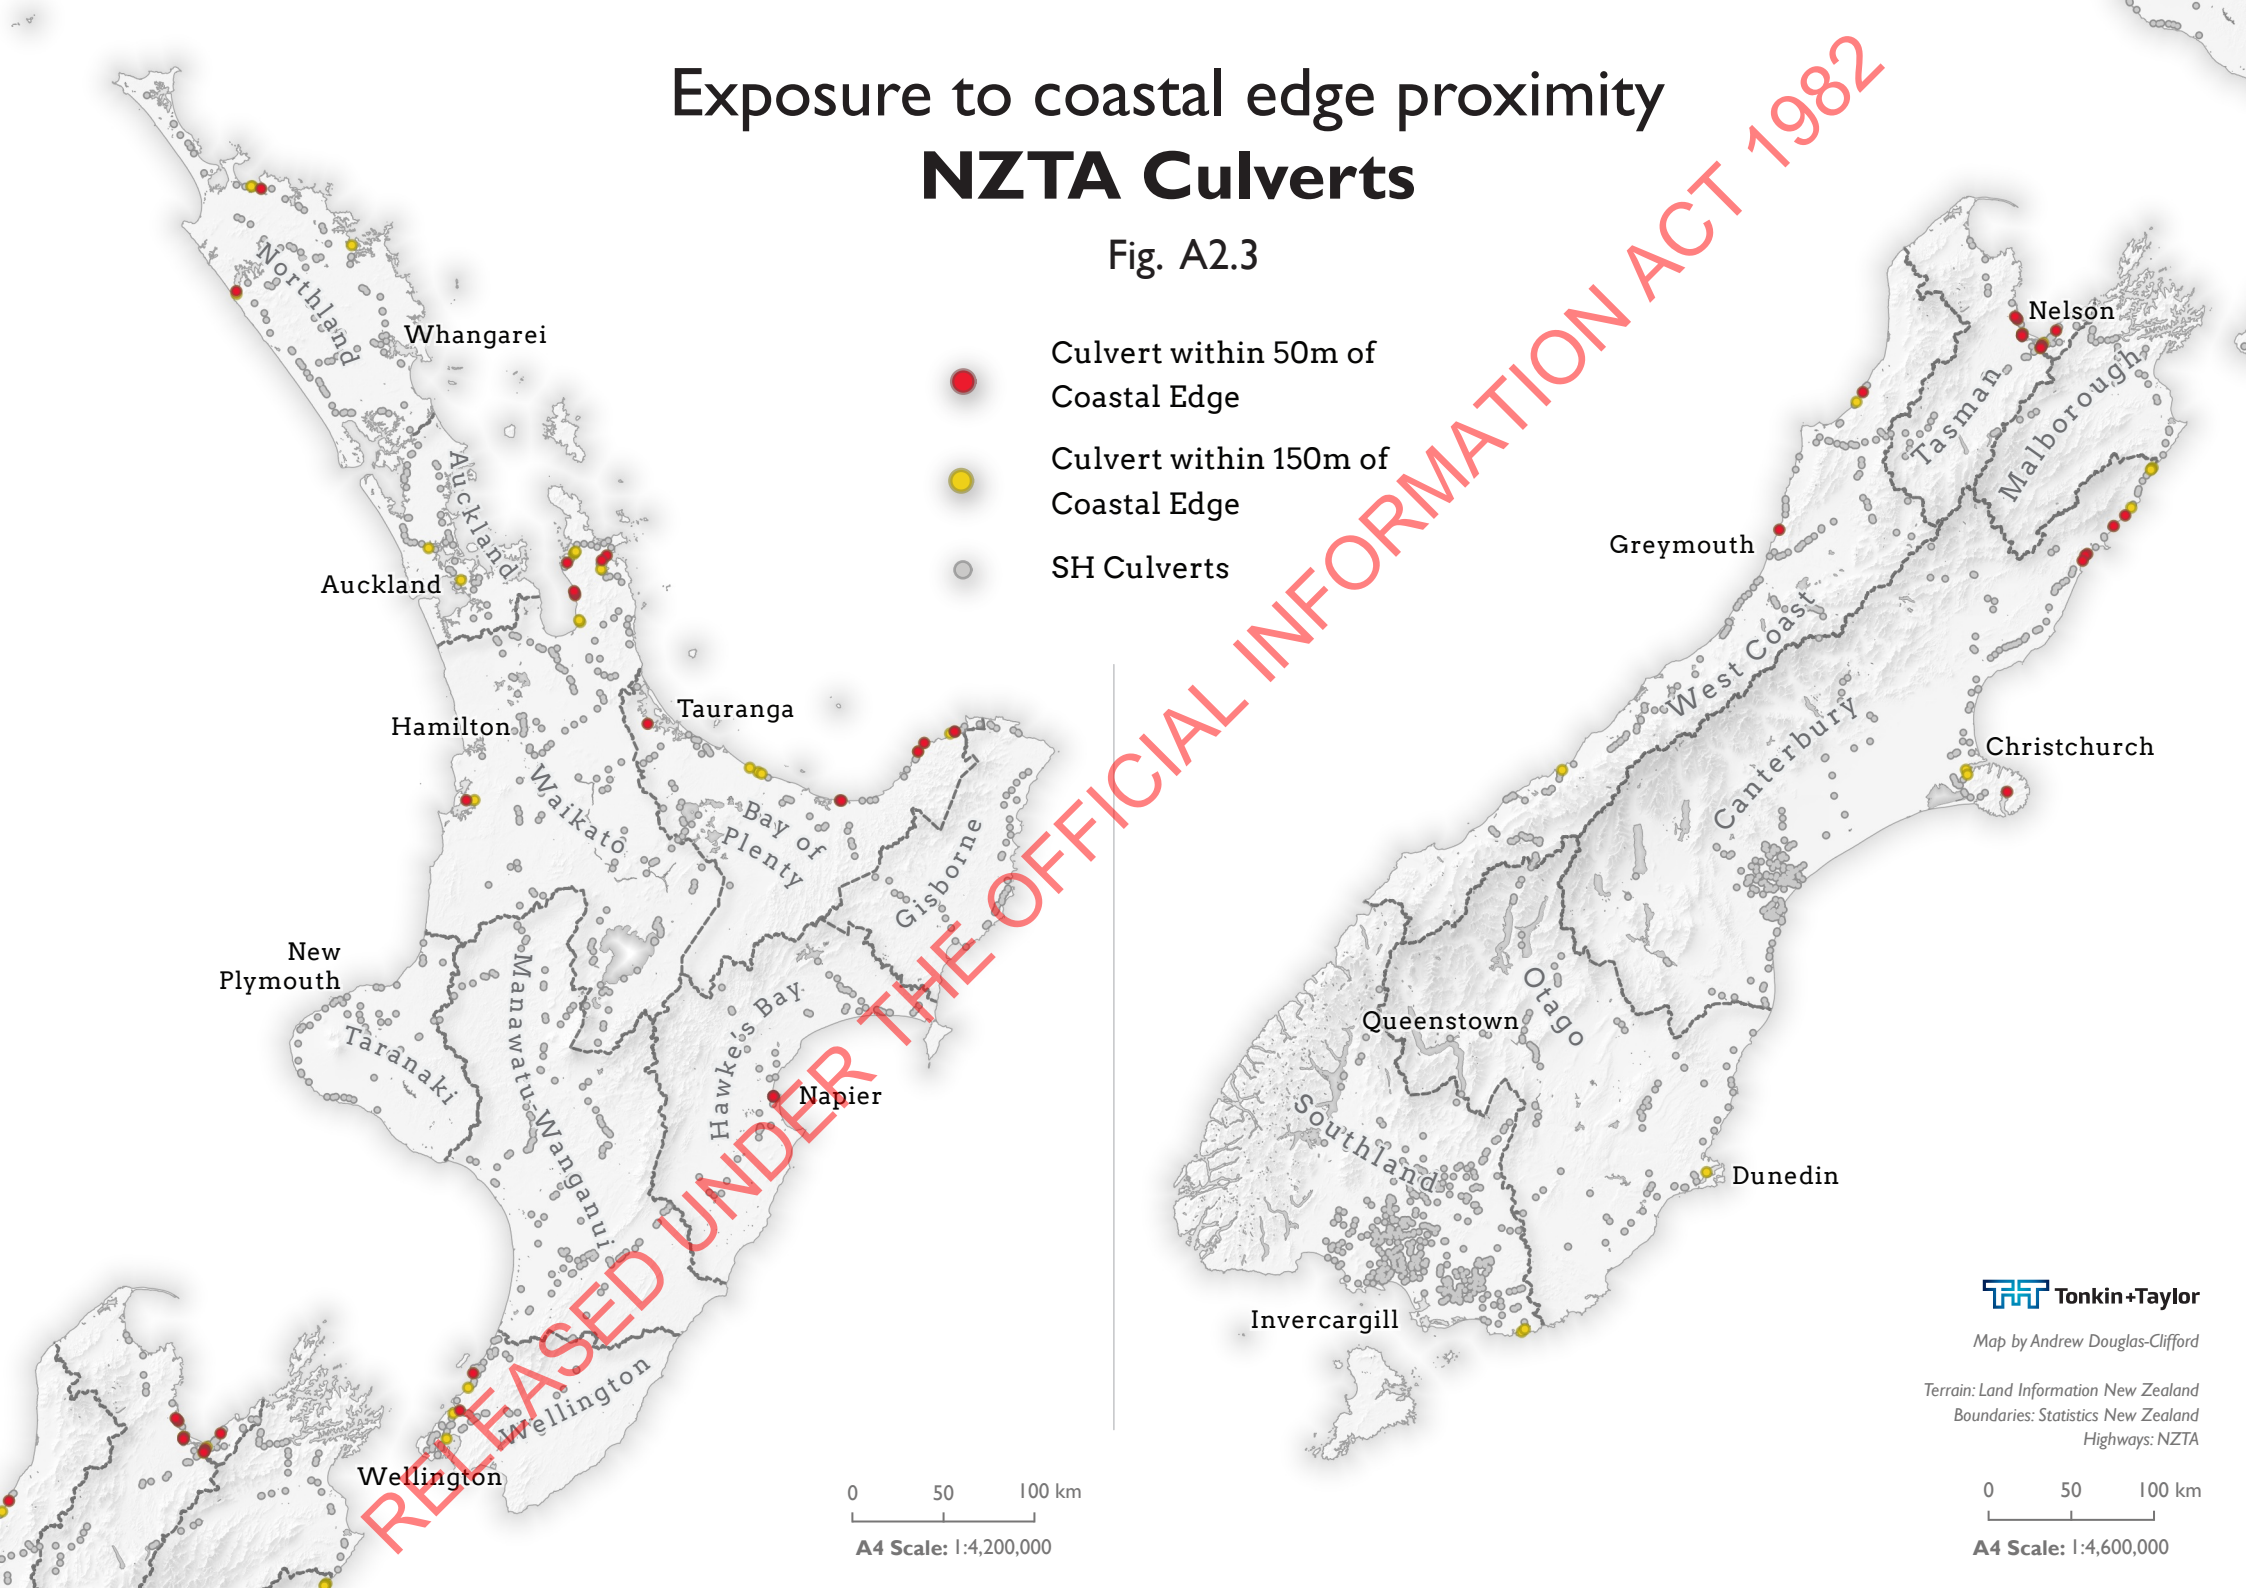 Exposure to coastal edge proximity
NZTA Culverts
Fig. A2.3
Culvert within 50m of
Coastal Edge
Culvert within 150m of
Coastal Edge
SH Culverts
Northland
Whangarei
Auckland
Auckland
Tauranga
Hamilton
Waikato
Bay of
Plenty
Gisborne
New
Plymouth
Taranaki
Manawatu-Wanganui
Hawke's Bay
Napier
Wellington
Wellington
0 50 100 km
A4 Scale: 1:4,200,000
Nelson
Tasman
Malborough
Greymouth
West Coast
Canterbury
Christchurch
Otago
Queenstown
Southland
Dunedin
Invercargill
Tonkin+Taylor
Map by Andrew Douglas-Clifford
Terrain: Land Information New Zealand
Boundaries: Statistics New Zealand
Highways: NZTA
0 50 100 km
A4 Scale: 1:4,600,000
RELEASED UNDER THE OFFICIAL INFORMATION ACT 1982